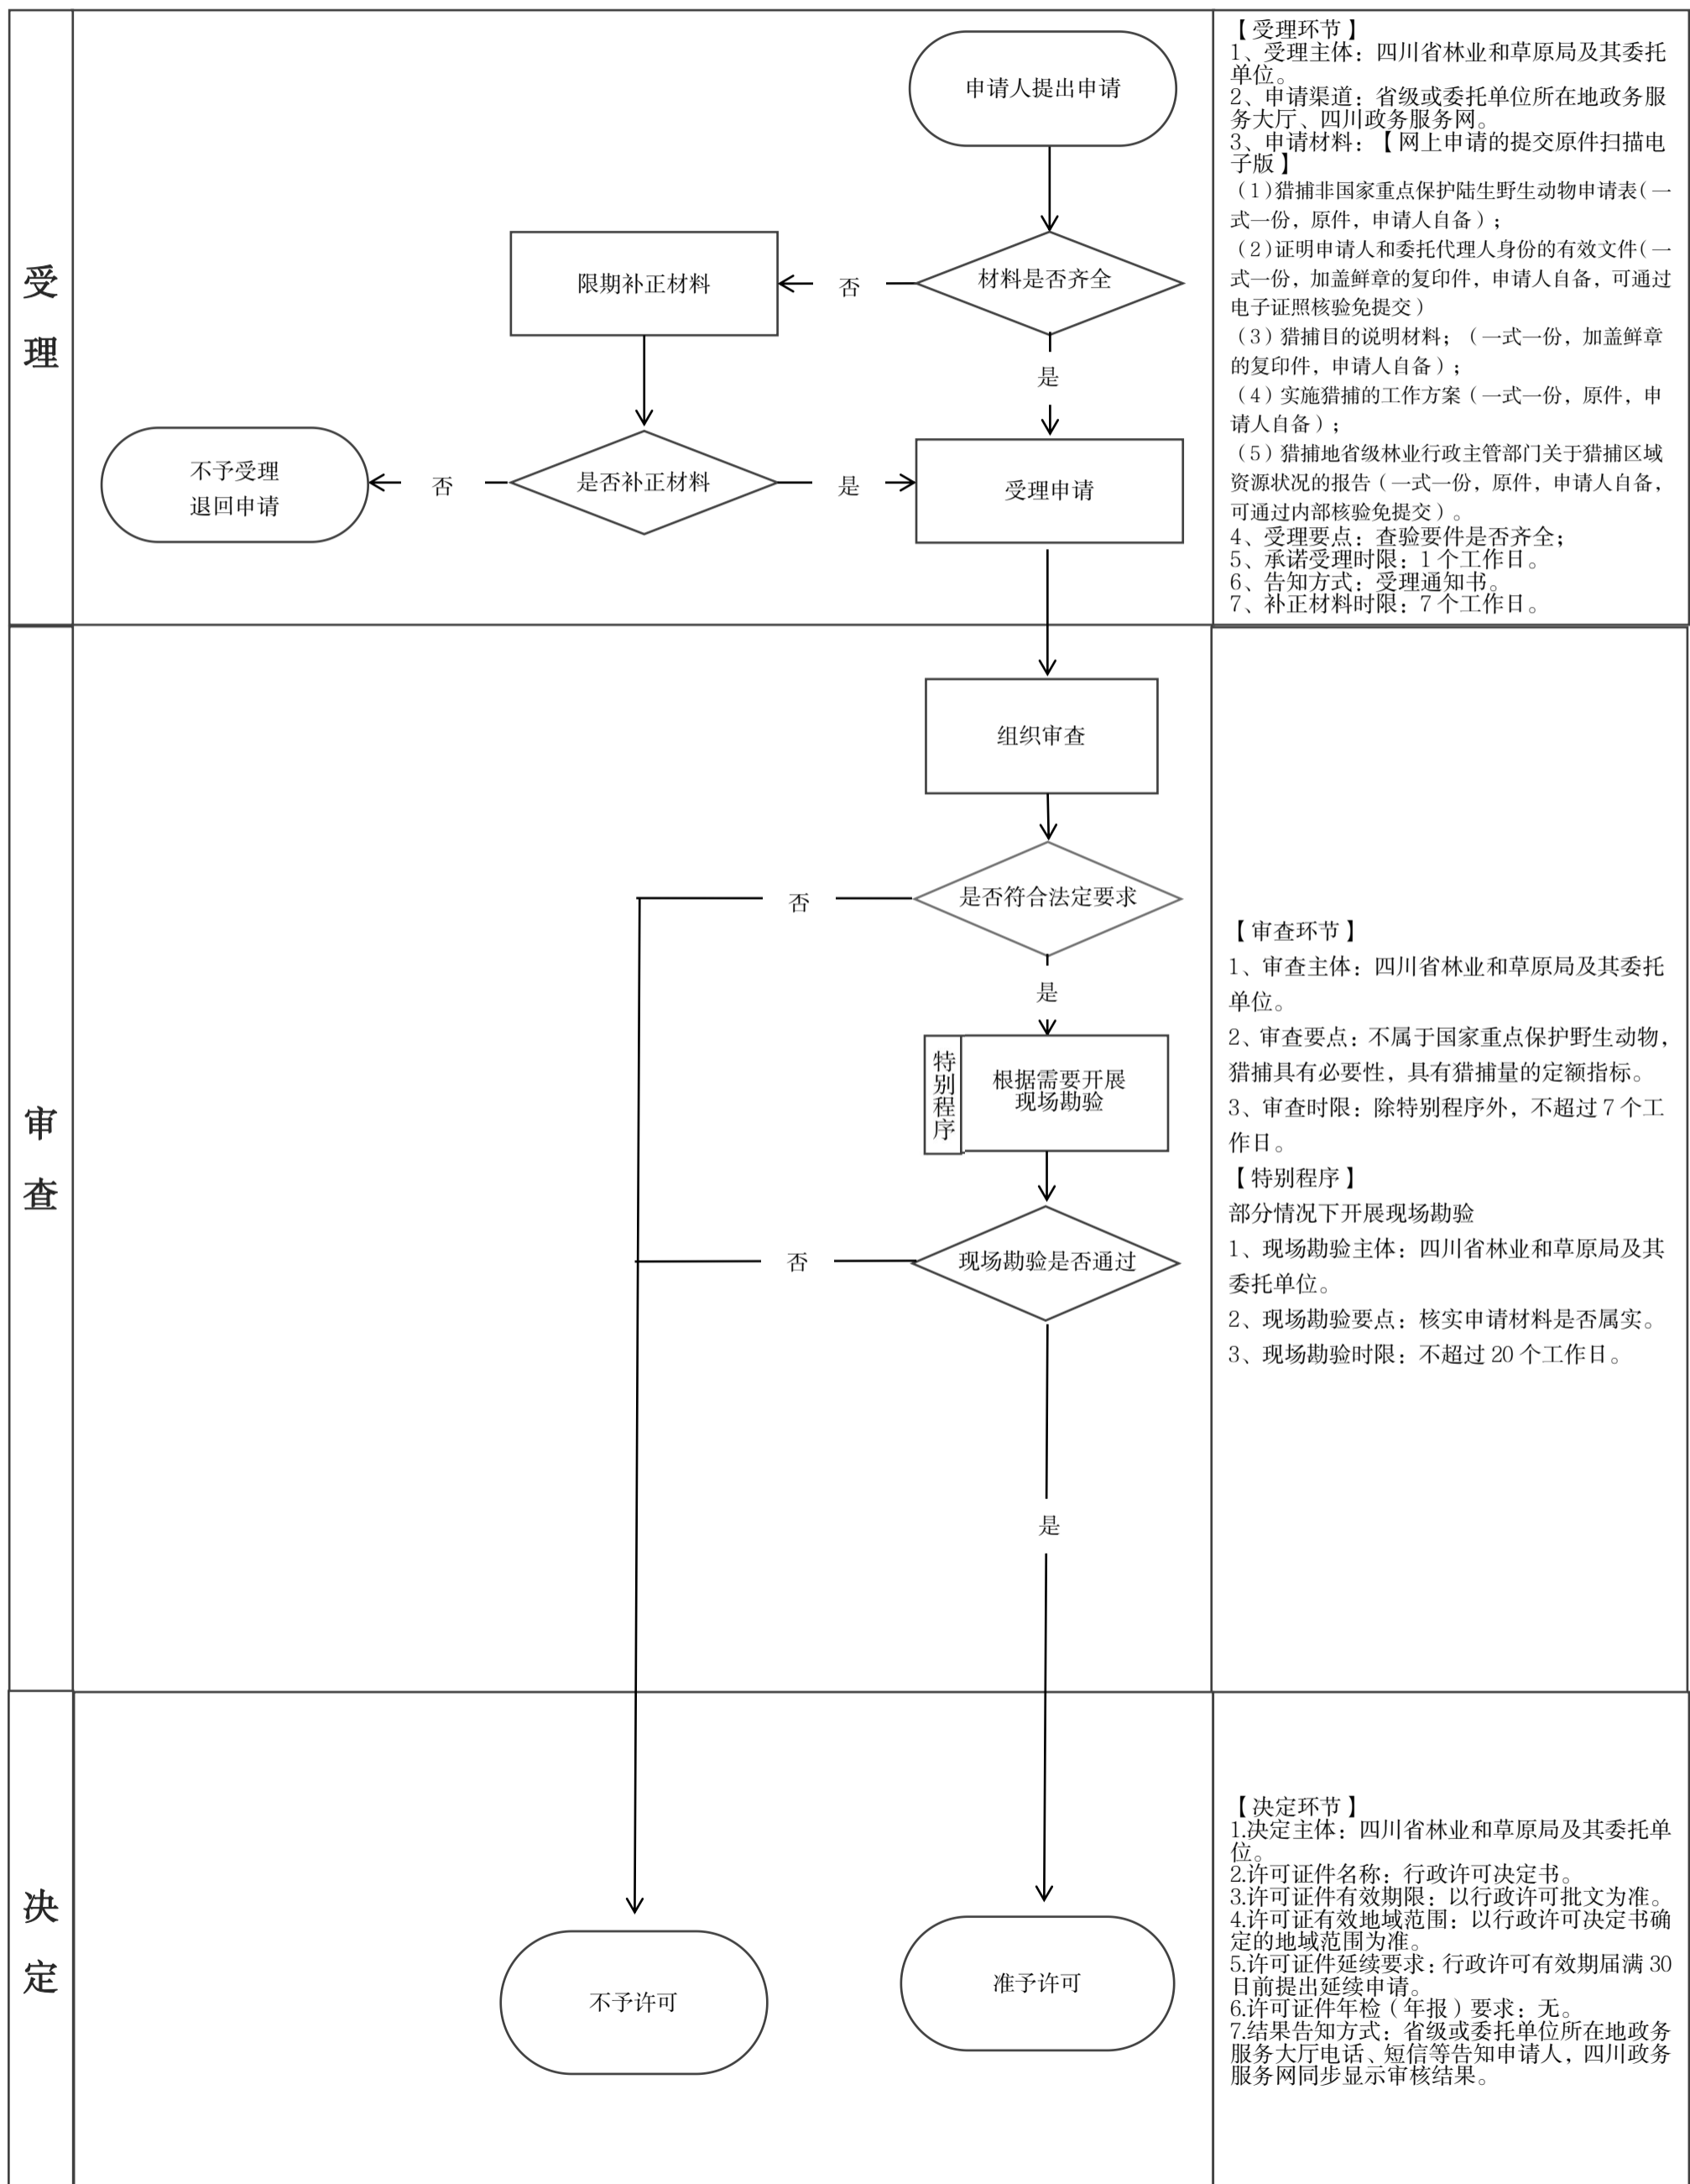 受
理
申请人提出申请
材料是否齐全
否
限期补正材料
是
是否补正材料
否
不予受理
退回申请
是
受理申请
【受理环节】
1、受理主体：四川省林业和草原局及其委托
单位。
2、申请渠道：省级或委托单位所在地政务服
务大厅、四川政务服务网。
3、申请材料：【网上申请的提交原件扫描电
子版】
（1）猎捕非国家重点保护陆生野生动物申请表（一
式一份，原件，申请人自备）；
（2）证明申请人和委托代理人身份的有效文件（一
式一份，加盖鲜章的复印件，申请人自备，可通过
电子证照核验免提交）
（3）猎捕目的说明材料；（一式一份，加盖鲜章
的复印件，申请人自备）；
（4）实施猎捕的工作方案（一式一份，原件，申
请人自备）；
（5）猎捕地省级林业行政主管部门关于猎捕区域
资源状况的报告（一式一份，原件，申请人自备，
可通过内部核验免提交）。
4、受理要点：查验要件是否齐全；
5、承诺受理时限：1 个工作日。
6、告知方式：受理通知书。
7、补正材料时限：7 个工作日。
审
查
组织审查
是否符合法定要求
否
是
特别程序
根据需要开展
现场勘验
现场勘验是否通过
否
是
【审查环节】
1、审查主体：四川省林业和草原局及其委托
单位。
2、审查要点：不属于国家重点保护野生动物，
猎捕具有必要性，具有猎捕量的定额指标。
3、审查时限：除特别程序外，不超过 7 个工
作日。
【特别程序】
部分情况下开展现场勘验
1、现场勘验主体：四川省林业和草原局及其
委托单位。
2、现场勘验要点：核实申请材料是否属实。
3、现场勘验时限：不超过 20 个工作日。
决
定
不予许可
准予许可
【决定环节】
1.决定主体：四川省林业和草原局及其委托单
位。
2.许可证件名称：行政许可决定书。
3.许可证件有效期限：以行政许可批文为准。
4.许可证有效地域范围：以行政许可决定书确
定的地域范围为准。
5.许可证件延续要求：行政许可有效期届满 30
日前提出延续申请。
6.许可证件年检（年报）要求：无。
7.结果告知方式：省级或委托单位所在地政务
服务大厅电话、短信等告知申请人，四川政务
服务网同步显示审核结果。